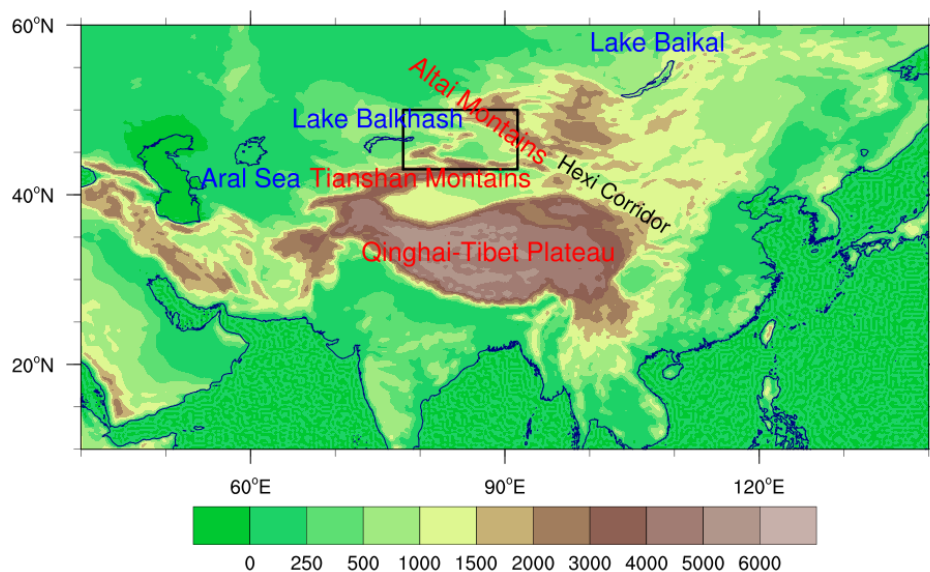 60°N
Lake Baikal
Altai Montains
Lake Balkhash
Hexi Corridor
Aral Sea
Tianshan Montains
40°N
Qinghai-Tibet Plateau
20°N
60°E 90°E 120°E
0 250 500 1000 1500 2000 3000 4000 5000 6000